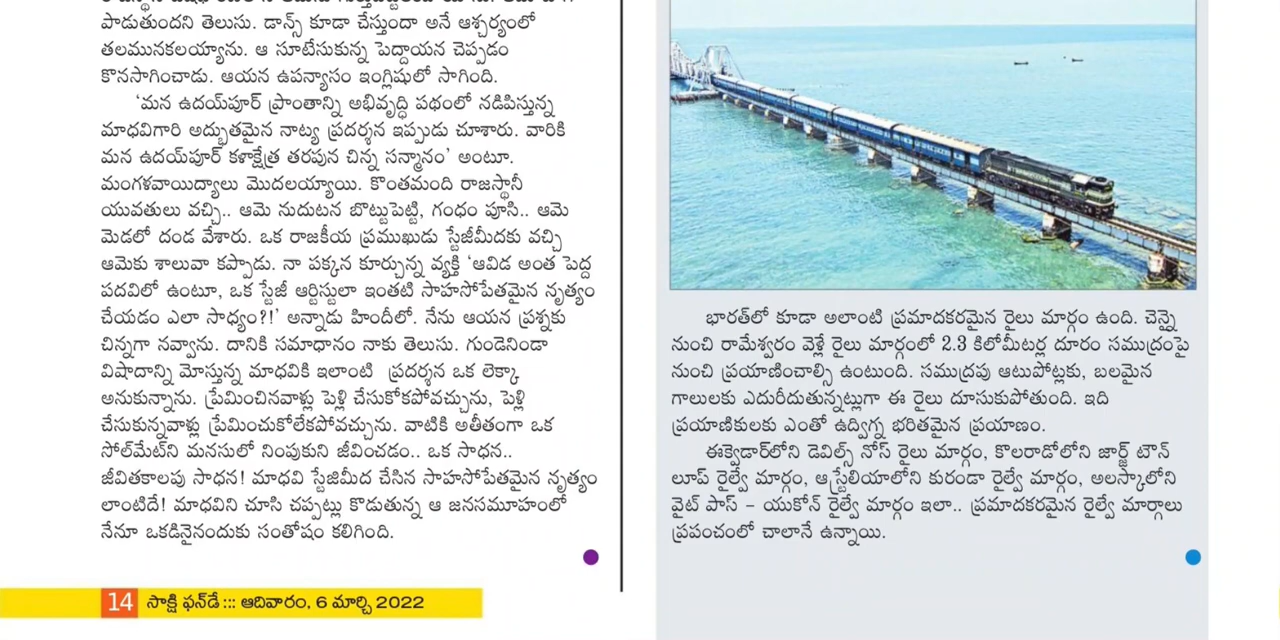 పాడుతుందని తెలుసు. డాన్స్ కూడా చేస్తుందా అనే ఆశ్చర్యంలో
తలమునకలయ్యాను. ఆ సూటేసుకున్న పెద్దాయన చెప్పడం
కొనసాగించాడు. ఆయన ఉపన్యాసం ఇంగ్లిషులో సాగింది.
‘మన ఉదయ్‌పూర్ ప్రాంతాన్ని అభివృద్ధి పథంలో నడిపిస్తున్న
మాధవిగారి అద్భుతమైన నాట్య ప్రదర్శన ఇప్పుడు చూశారు. వారికి
మన ఉదయ్‌పూర్ కళాక్షేత్ర తరపున చిన్న సన్మానం’ అంటూ.
మంగళవాయిద్యాలు మొదలయ్యాయి. కొంతమంది రాజస్థానీ
యువతులు వచ్చి.. ఆమె నుదుటన బొట్టుపెట్టి, గంధం పూసి.. ఆమె
మెడలో దండ వేశారు. ఒక రాజకీయ ప్రముఖుడు స్టేజీమీదకు వచ్చి
ఆమెకు శాలువా కప్పాడు. నా పక్కన కూర్చున్న వ్యక్తి ‘ఆవిడ అంత పెద్ద
పదవిలో ఉంటూ, ఒక స్టేజీ ఆర్టిస్టులా ఇంతటి సాహసోపేతమైన నృత్యం
చేయడం ఎలా సాధ్యం?!’ అన్నాడు హిందీలో. నేను ఆయన ప్రశ్నకు
చిన్నగా నవ్వాను. దానికి సమాధానం నాకు తెలుసు. గుండెనిండా
విషాదాన్ని మోస్తున్న మాధవికి ఇలాంటి ప్రదర్శన ఒక లెక్కా
అనుకున్నాను. ప్రేమించినవాళ్లు పెళ్లి చేసుకోకపోవచ్చును, పెళ్లి
చేసుకున్నవాళ్లు ప్రేమించుకోలేకపోవచ్చును. వాటికి అతీతంగా ఒక
సోల్‌మేట్‌ని మనసులో నింపుకుని జీవించడం.. ఒక సాధన..
జీవితకాలపు సాధన! మాధవి స్టేజిమీద చేసిన సాహసోపేతమైన నృత్యం
లాంటిదే! మాధవిని చూసి చప్పట్లు కొడుతున్న ఆ జనసమూహంలో
నేనూ ఒకడినైనందుకు సంతోషం కలిగింది.
భారత్‌లో కూడా అలాంటి ప్రమాదకరమైన రైలు మార్గం ఉంది. చెన్నై
నుంచి రామేశ్వరం వెళ్లే రైలు మార్గంలో 2.3 కిలోమీటర్ల దూరం సముద్రంపై
నుంచి ప్రయాణించాల్సి ఉంటుంది. సముద్రపు ఆటుపోట్లకు, బలమైన
గాలులకు ఎదురీదుతున్నట్లుగా ఈ రైలు దూసుకుపోతుంది. ఇది
ప్రయాణికులకు ఎంతో ఉద్విగ్న భరితమైన ప్రయాణం.
ఈక్వెడార్‌లోని డెవిల్స్ నోస్ రైలు మార్గం, కొలరాడోలోని జార్జ్ టౌన్
లూప్ రైల్వే మార్గం, ఆస్ట్రేలియాలోని కురండా రైల్వే మార్గం, అలస్కాలోని
వైట్ పాస్ – యుకోన్ రైల్వే మార్గం ఇలా.. ప్రమాదకరమైన రైల్వే మార్గాలు
ప్రపంచంలో చాలానే ఉన్నాయి.
14 సాక్షి ఫన్‌డే ::: ఆదివారం, 6 మార్చి 2022